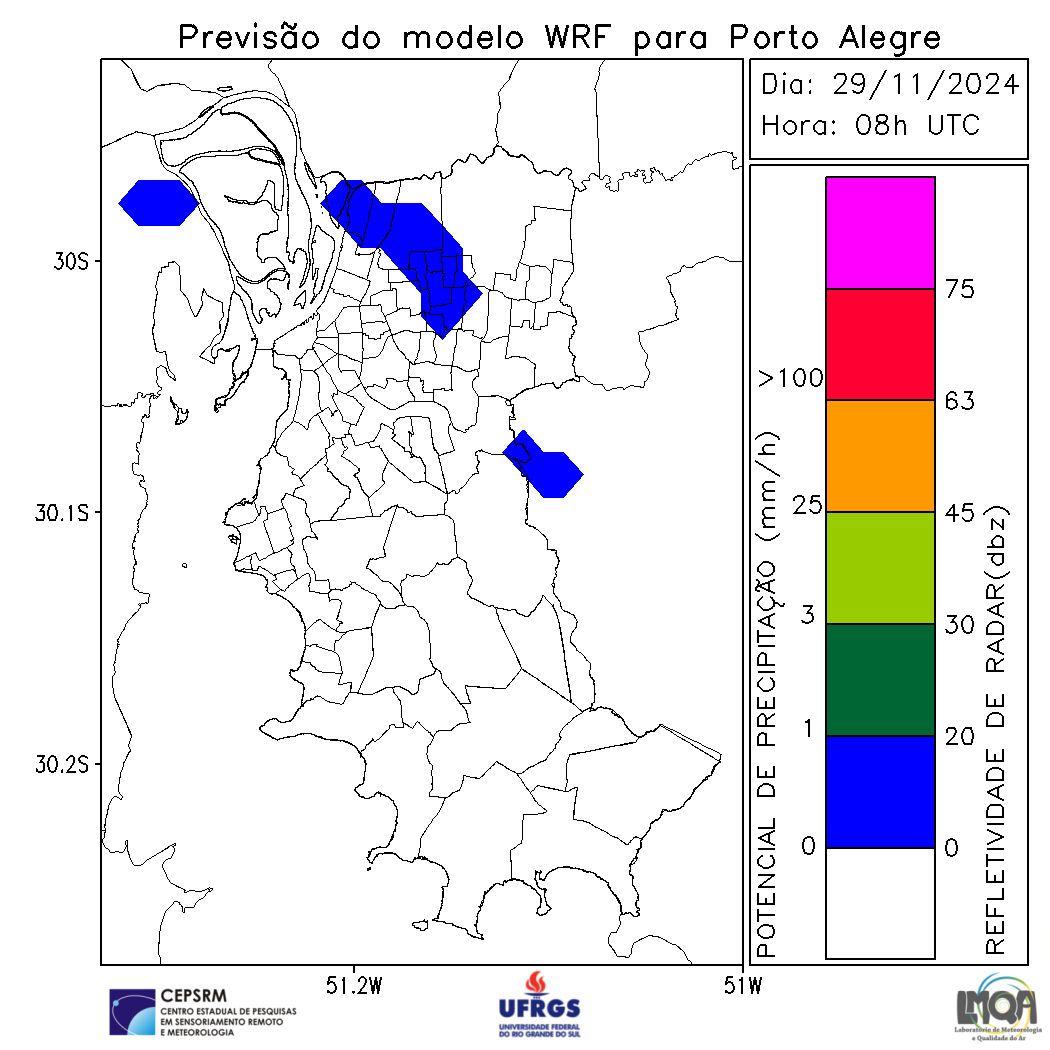 Previsão do modelo WRF para Porto Alegre
Dia: 29/11/2024
Hora: 08h UTC
30S
30.1S
30.2S
51.2W
51W
POTENCIAL DE PRECIPITAÇÃO (mm/h)
>100
25
3
1
0
75
63
45
30
20
0
REFLETIVIDADE DE RADAR(dbz)
CEPSRM
CENTRO ESTADUAL DE PESQUISAS
EM SENSORIAMENTO REMOTO
E METEOROLOGIA
UFRGS
UNIVERSIDADE FEDERAL
DO RIO GRANDE DO SUL
LMQA
Laboratório de Meteorologia
e Qualidade do Ar